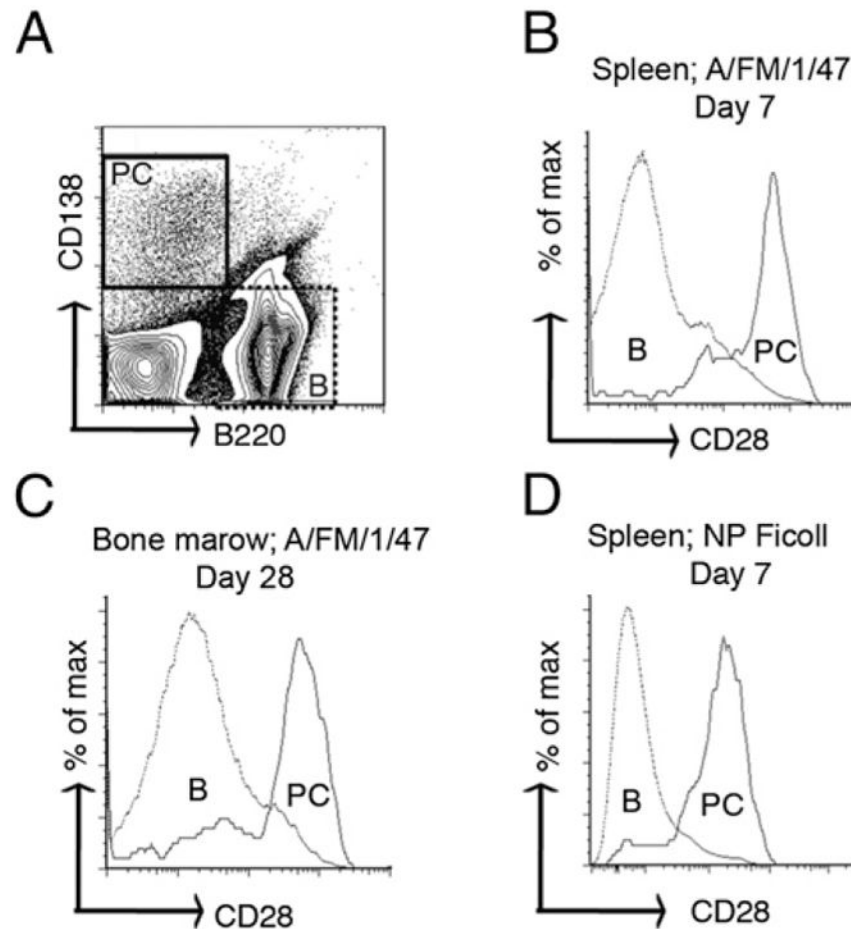 A
PC
CD138
B
B220
B
Spleen; A/FM/1/47
Day 7
% of max
B
PC
CD28
C
Bone marow; A/FM/1/47
Day 28
% of max
B
PC
CD28
D
Spleen; NP Ficoll
Day 7
% of max
B
PC
CD28